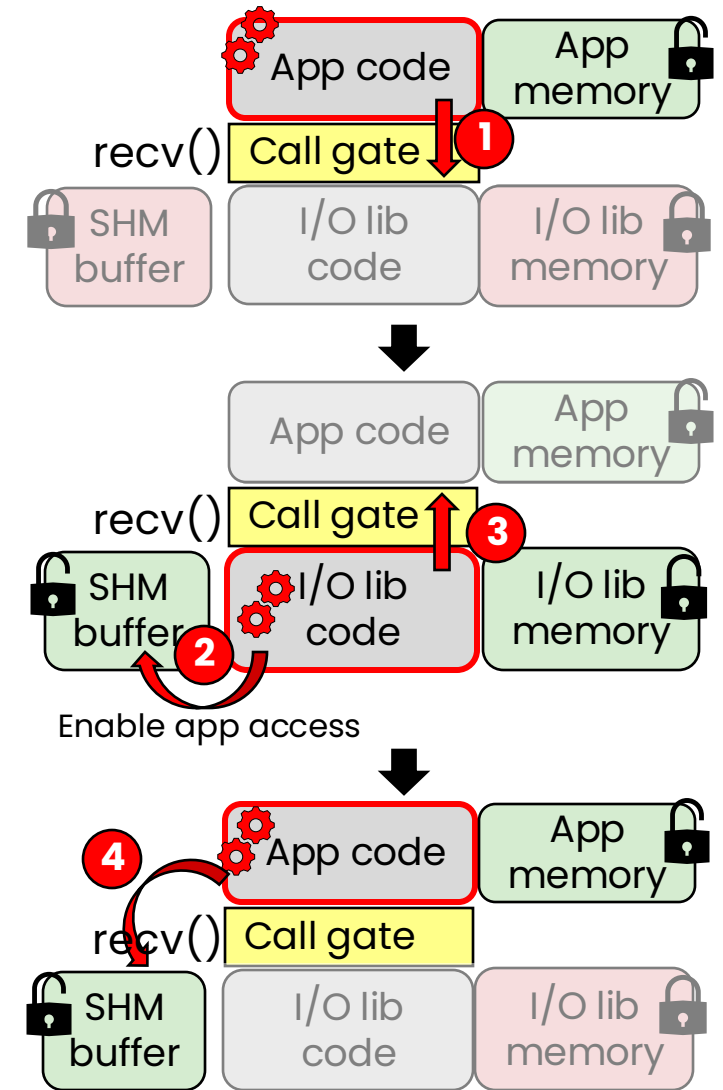 App code
App
memory
1
recv()
Call gate
SHM
buffer
I/O lib
code
I/O lib
memory
App code
App
memory
recv()
Call gate
3
SHM
buffer
I/O lib
code
I/O lib
memory
2
Enable app access
4
App code
App
memory
recv()
Call gate
SHM
buffer
I/O lib
code
I/O lib
memory